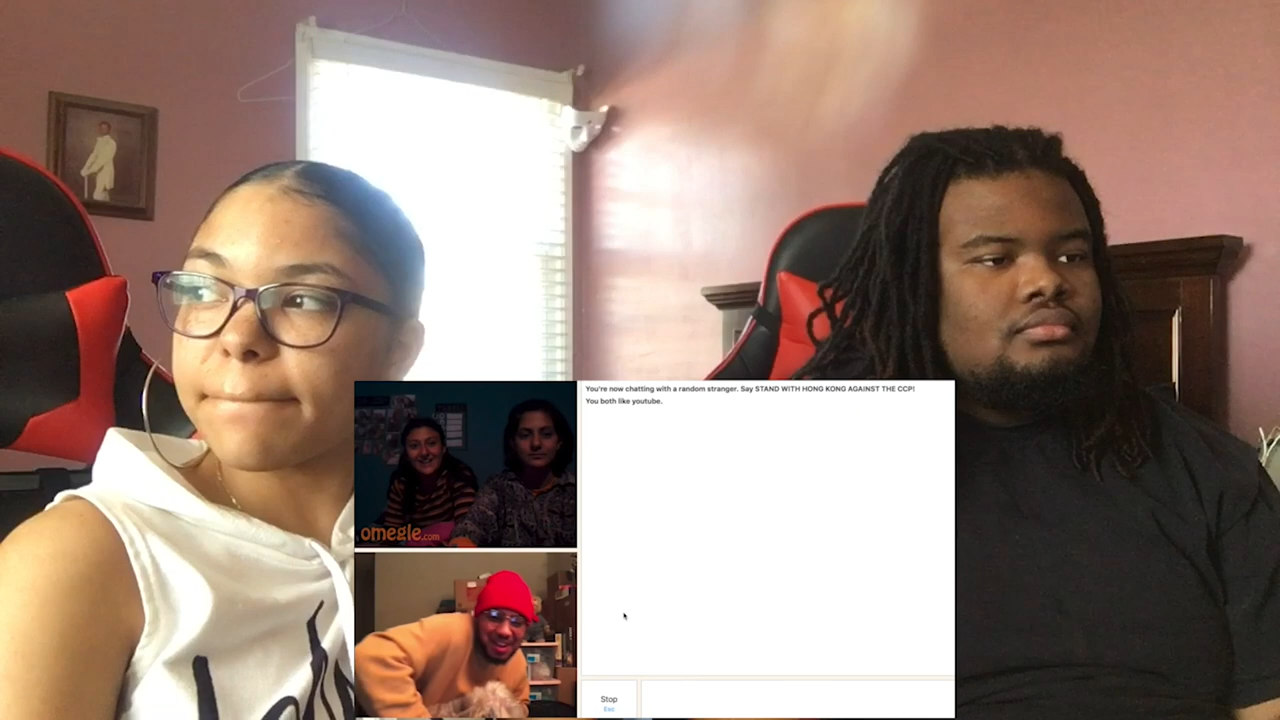 You're now chatting with a random stranger. Say STAND WITH HONG KONG AGAINST THE CCP!
You both like youtube.
omegle.com
Stop
Esc